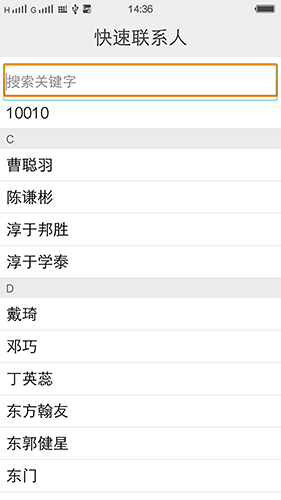 H G 14:36
快速联系人
搜索关键字
10010
C
曹聪羽
陈谦彬
淳于邦胜
淳于学泰
D
戴琦
邓巧
丁英蕊
东方翰友
东郭健星
东门